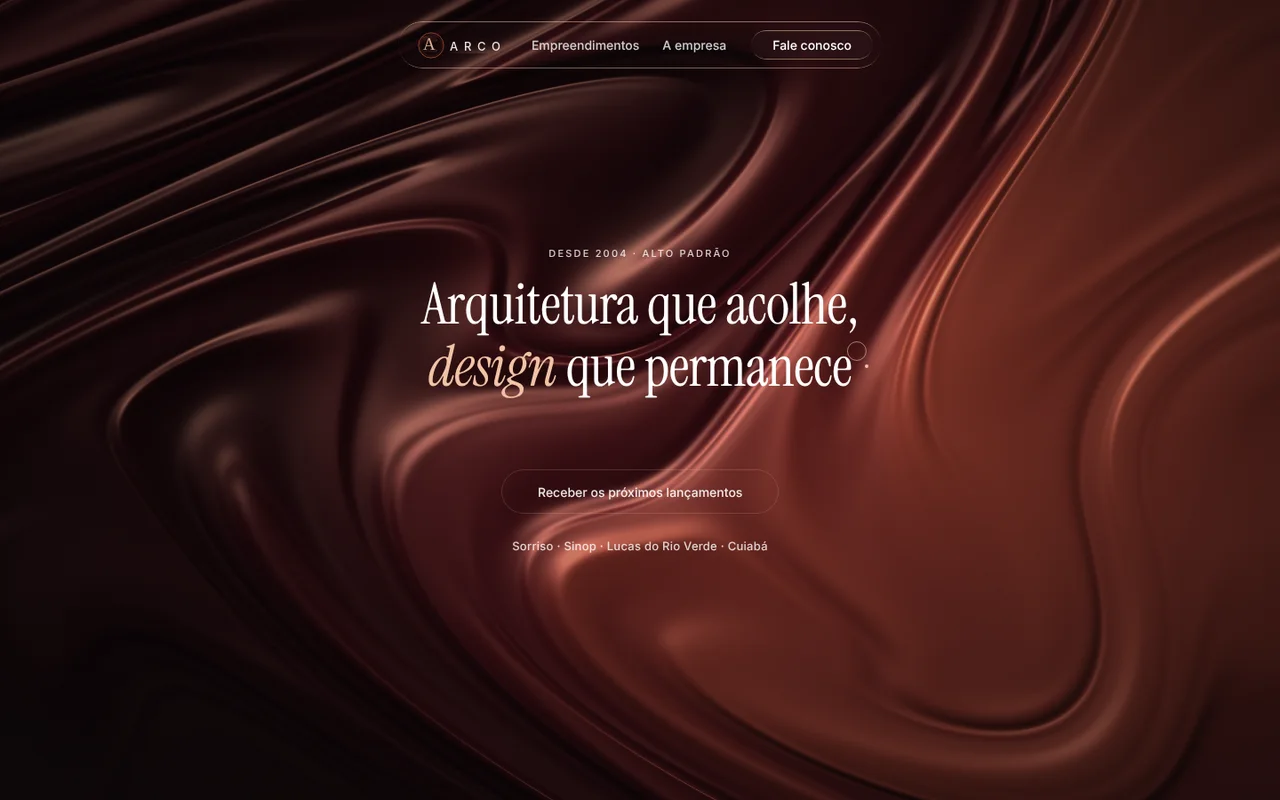 A ARCO Empreendimentos A empresa Fale conosco
DESDE 2004 · ALTO PADRÃO
Arquitetura que acolhe,
design que permanece
Receber os próximos lançamentos
Sorriso · Sinop · Lucas do Rio Verde · Cuiabá